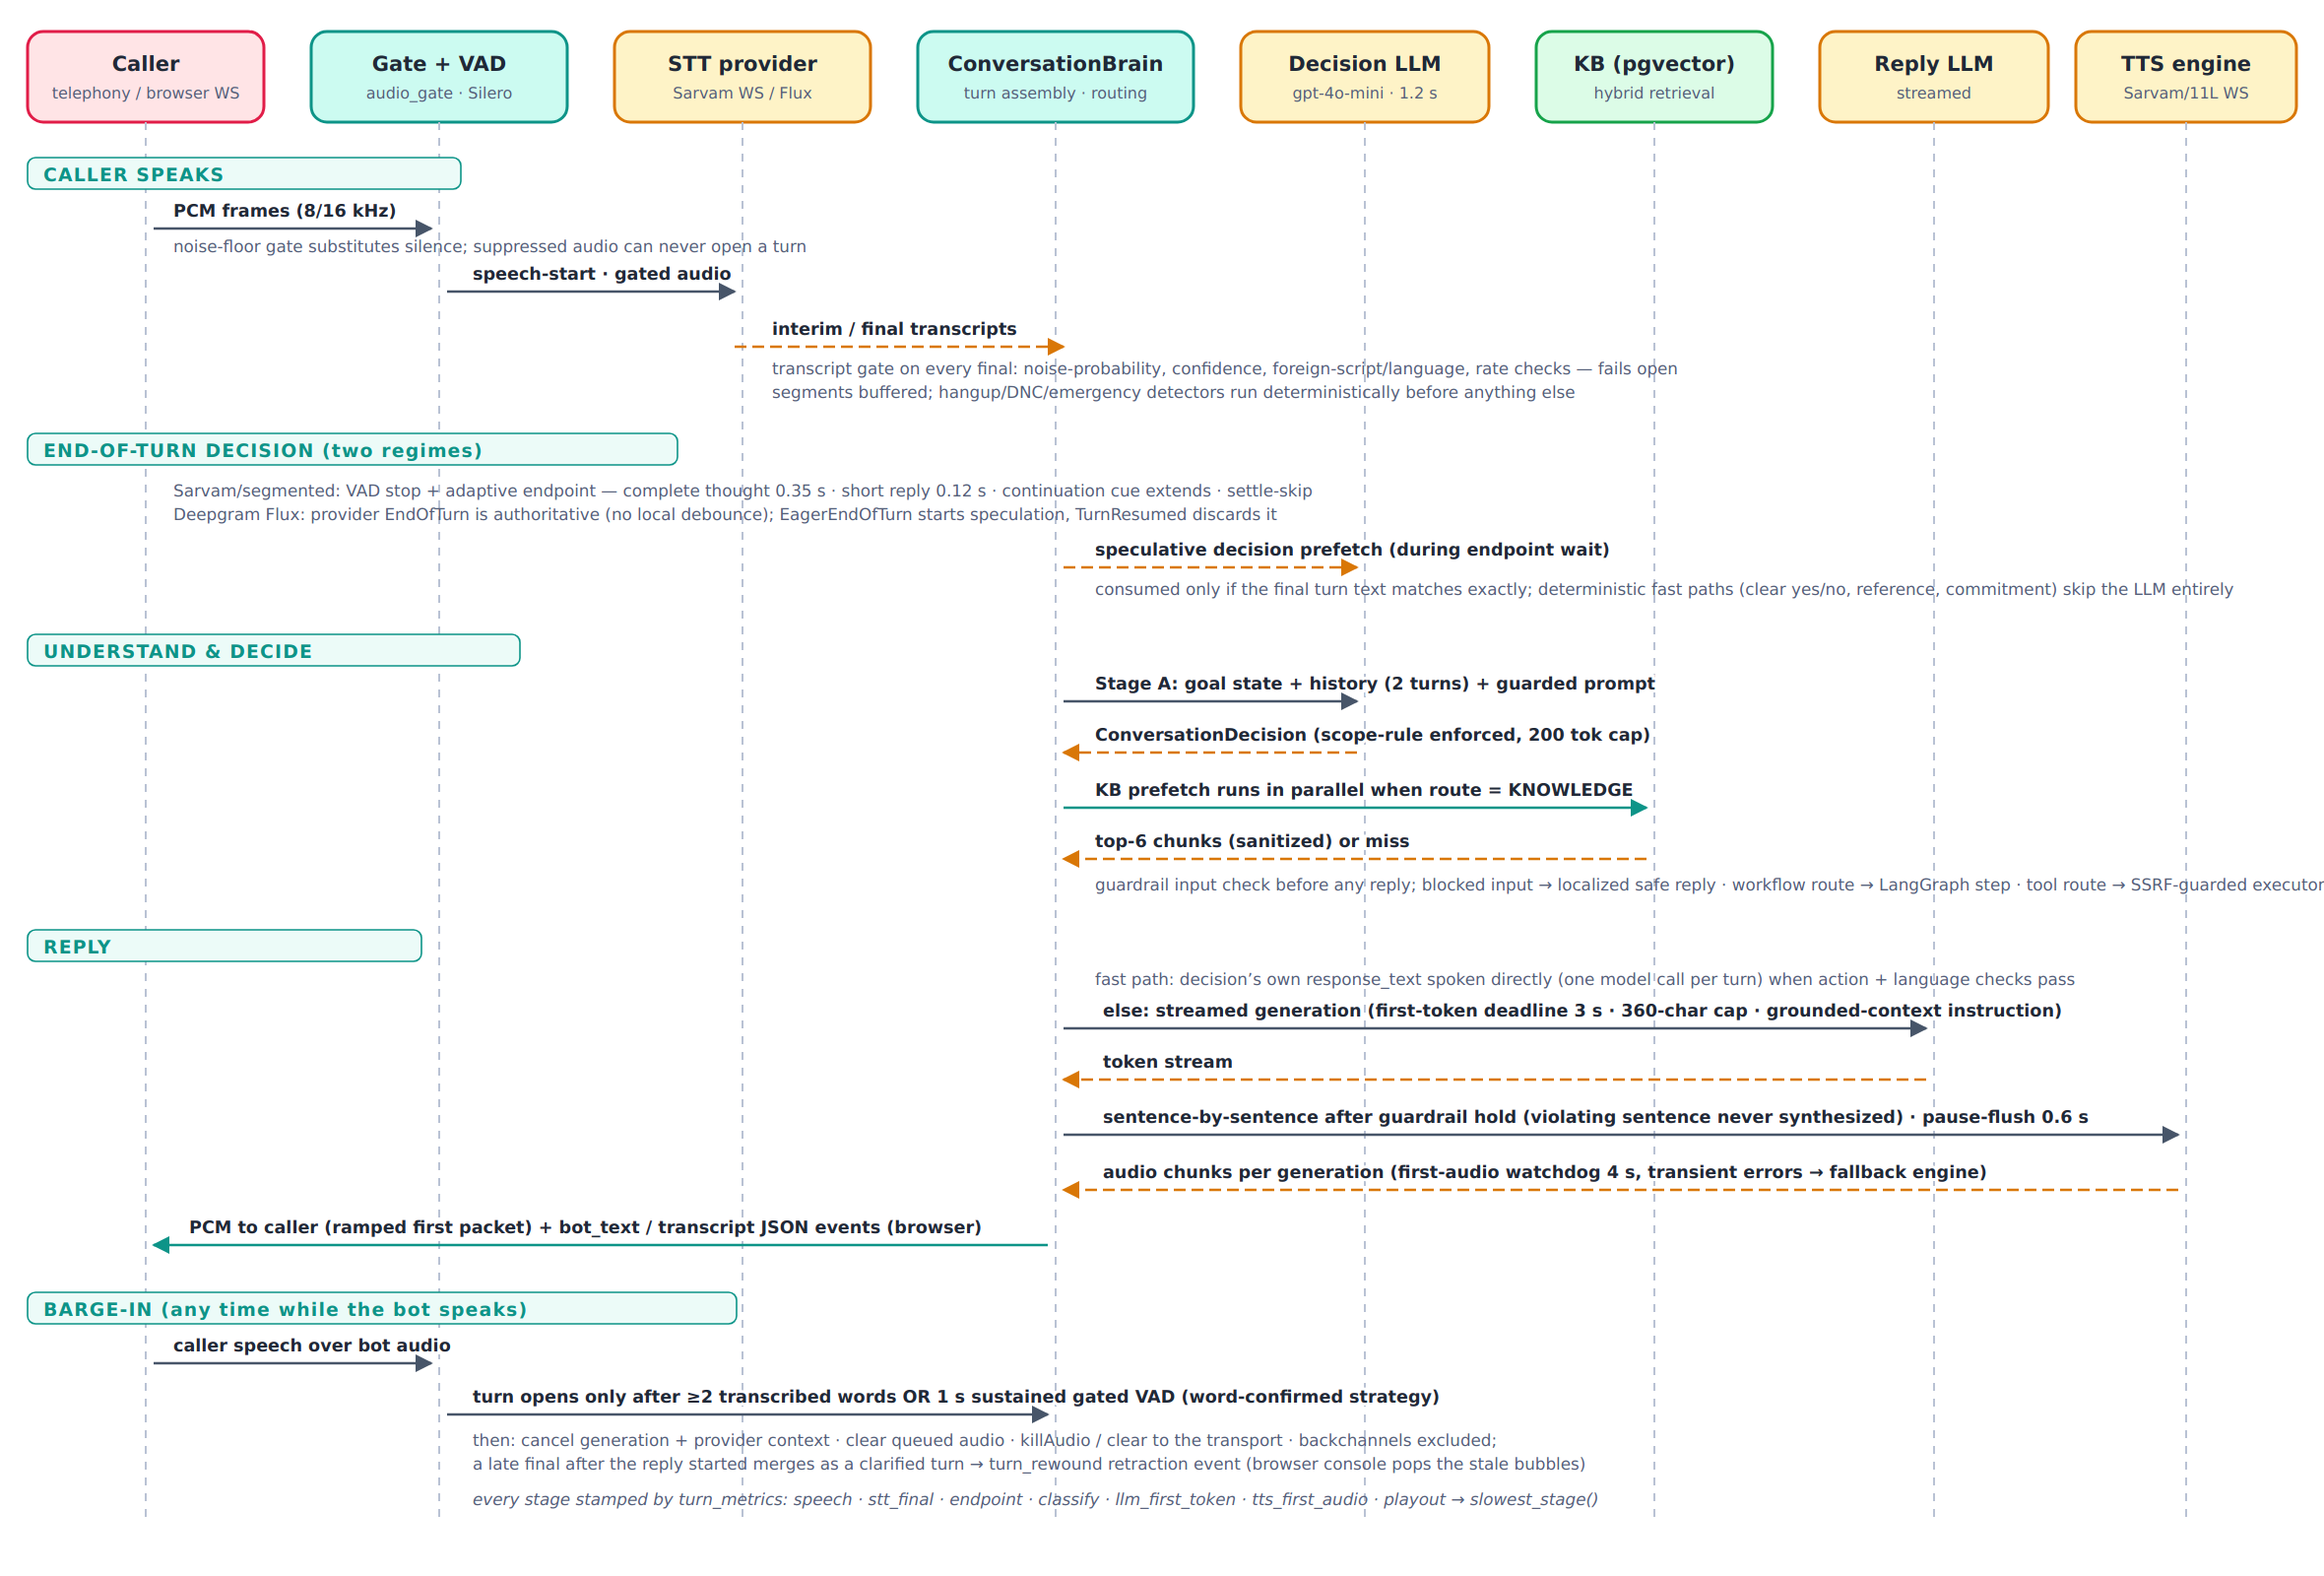 Caller
telephony / browser WS
Gate + VAD
audio_gate · Silero
STT provider
Sarvam WS / Flux
ConversationBrain
turn assembly · routing
Decision LLM
gpt-4o-mini · 1.2 s
KB (pgvector)
hybrid retrieval
Reply LLM
streamed
TTS engine
Sarvam/11L WS
CALLER SPEAKS
PCM frames (8/16 kHz)
noise-floor gate substitutes silence; suppressed audio can never open a turn
speech-start · gated audio
interim / final transcripts
transcript gate on every final: noise-probability, confidence, foreign-script/language, rate checks — fails open
segments buffered; hangup/DNC/emergency detectors run deterministically before anything else
END-OF-TURN DECISION (two regimes)
Sarvam/segmented: VAD stop + adaptive endpoint — complete thought 0.35 s · short reply 0.12 s · continuation cue extends · settle-skip
Deepgram Flux: provider EndOfTurn is authoritative (no local debounce); EagerEndOfTurn starts speculation, TurnResumed discards it
speculative decision prefetch (during endpoint wait)
consumed only if the final turn text matches exactly; deterministic fast paths (clear yes/no, reference, commitment) skip the LLM entirely
UNDERSTAND & DECIDE
Stage A: goal state + history (2 turns) + guarded prompt
ConversationDecision (scope-rule enforced, 200 tok cap)
KB prefetch runs in parallel when route = KNOWLEDGE
top-6 chunks (sanitized) or miss
guardrail input check before any reply; blocked input → localized safe reply · workflow route → LangGraph step · tool route → SSRF-guarded executor
REPLY
fast path: decision’s own response_text spoken directly (one model call per turn) when action + language checks pass
else: streamed generation (first-token deadline 3 s · 360-char cap · grounded-context instruction)
token stream
sentence-by-sentence after guardrail hold (violating sentence never synthesized) · pause-flush 0.6 s
audio chunks per generation (first-audio watchdog 4 s, transient errors → fallback engine)
PCM to caller (ramped first packet) + bot_text / transcript JSON events (browser)
BARGE-IN (any time while the bot speaks)
caller speech over bot audio
turn opens only after ≥2 transcribed words OR 1 s sustained gated VAD (word-confirmed strategy)
then: cancel generation + provider context · clear queued audio · killAudio / clear to the transport · backchannels excluded;
a late final after the reply started merges as a clarified turn → turn_rewound retraction event (browser console pops the stale bubbles)
every stage stamped by turn_metrics: speech · stt_final · endpoint · classify · llm_first_token · tts_first_audio · playout → slowest_stage()